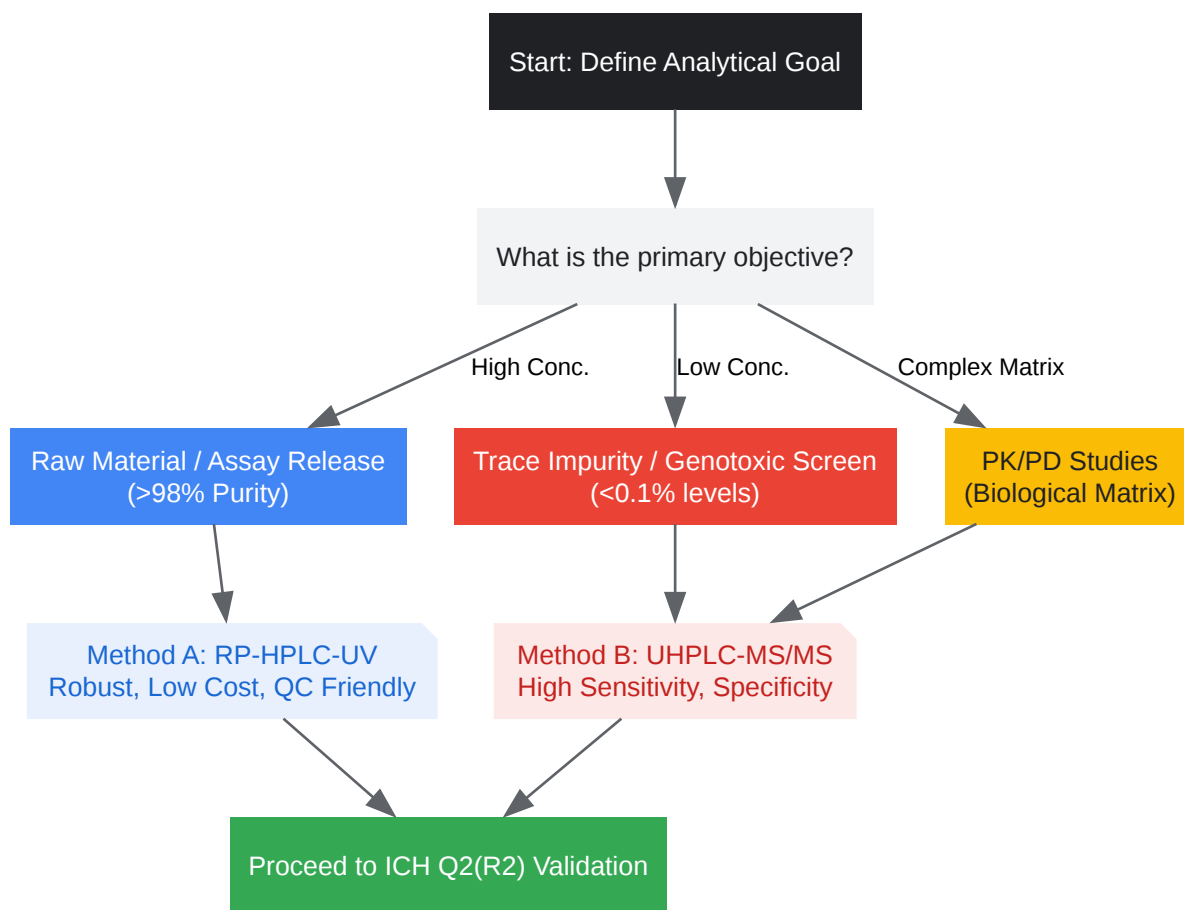 Start: Define Analytical Goal
What is the primary objective?
High Conc.
Low Conc.
Complex Matrix
Raw Material / Assay Release
(>98% Purity)
Trace Impurity / Genotoxic Screen
(<0.1% levels)
PK/PD Studies
(Biological Matrix)
Method A: RP-HPLC-UV
Robust, Low Cost, QC Friendly
Method B: UHPLC-MS/MS
High Sensitivity, Specificity
Proceed to ICH Q2(R2) Validation